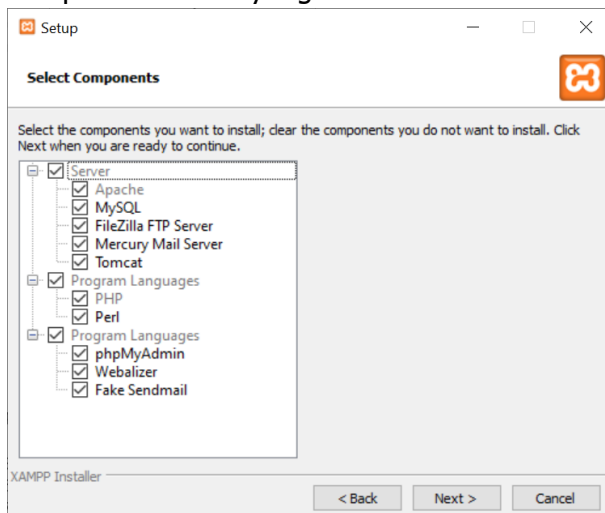 Setup
Select Components
Select the components you want to install; clear the components you do not want to install. Click
Next when you are ready to continue.
Server
Apache
MySQL
FileZilla FTP Server
Mercury Mail Server
Tomcat
Program Languages
PHP
Perl
Program Languages
phpMyAdmin
Webalizer
Fake Sendmail
XAMPP Installer
< Back
Next >
Cancel